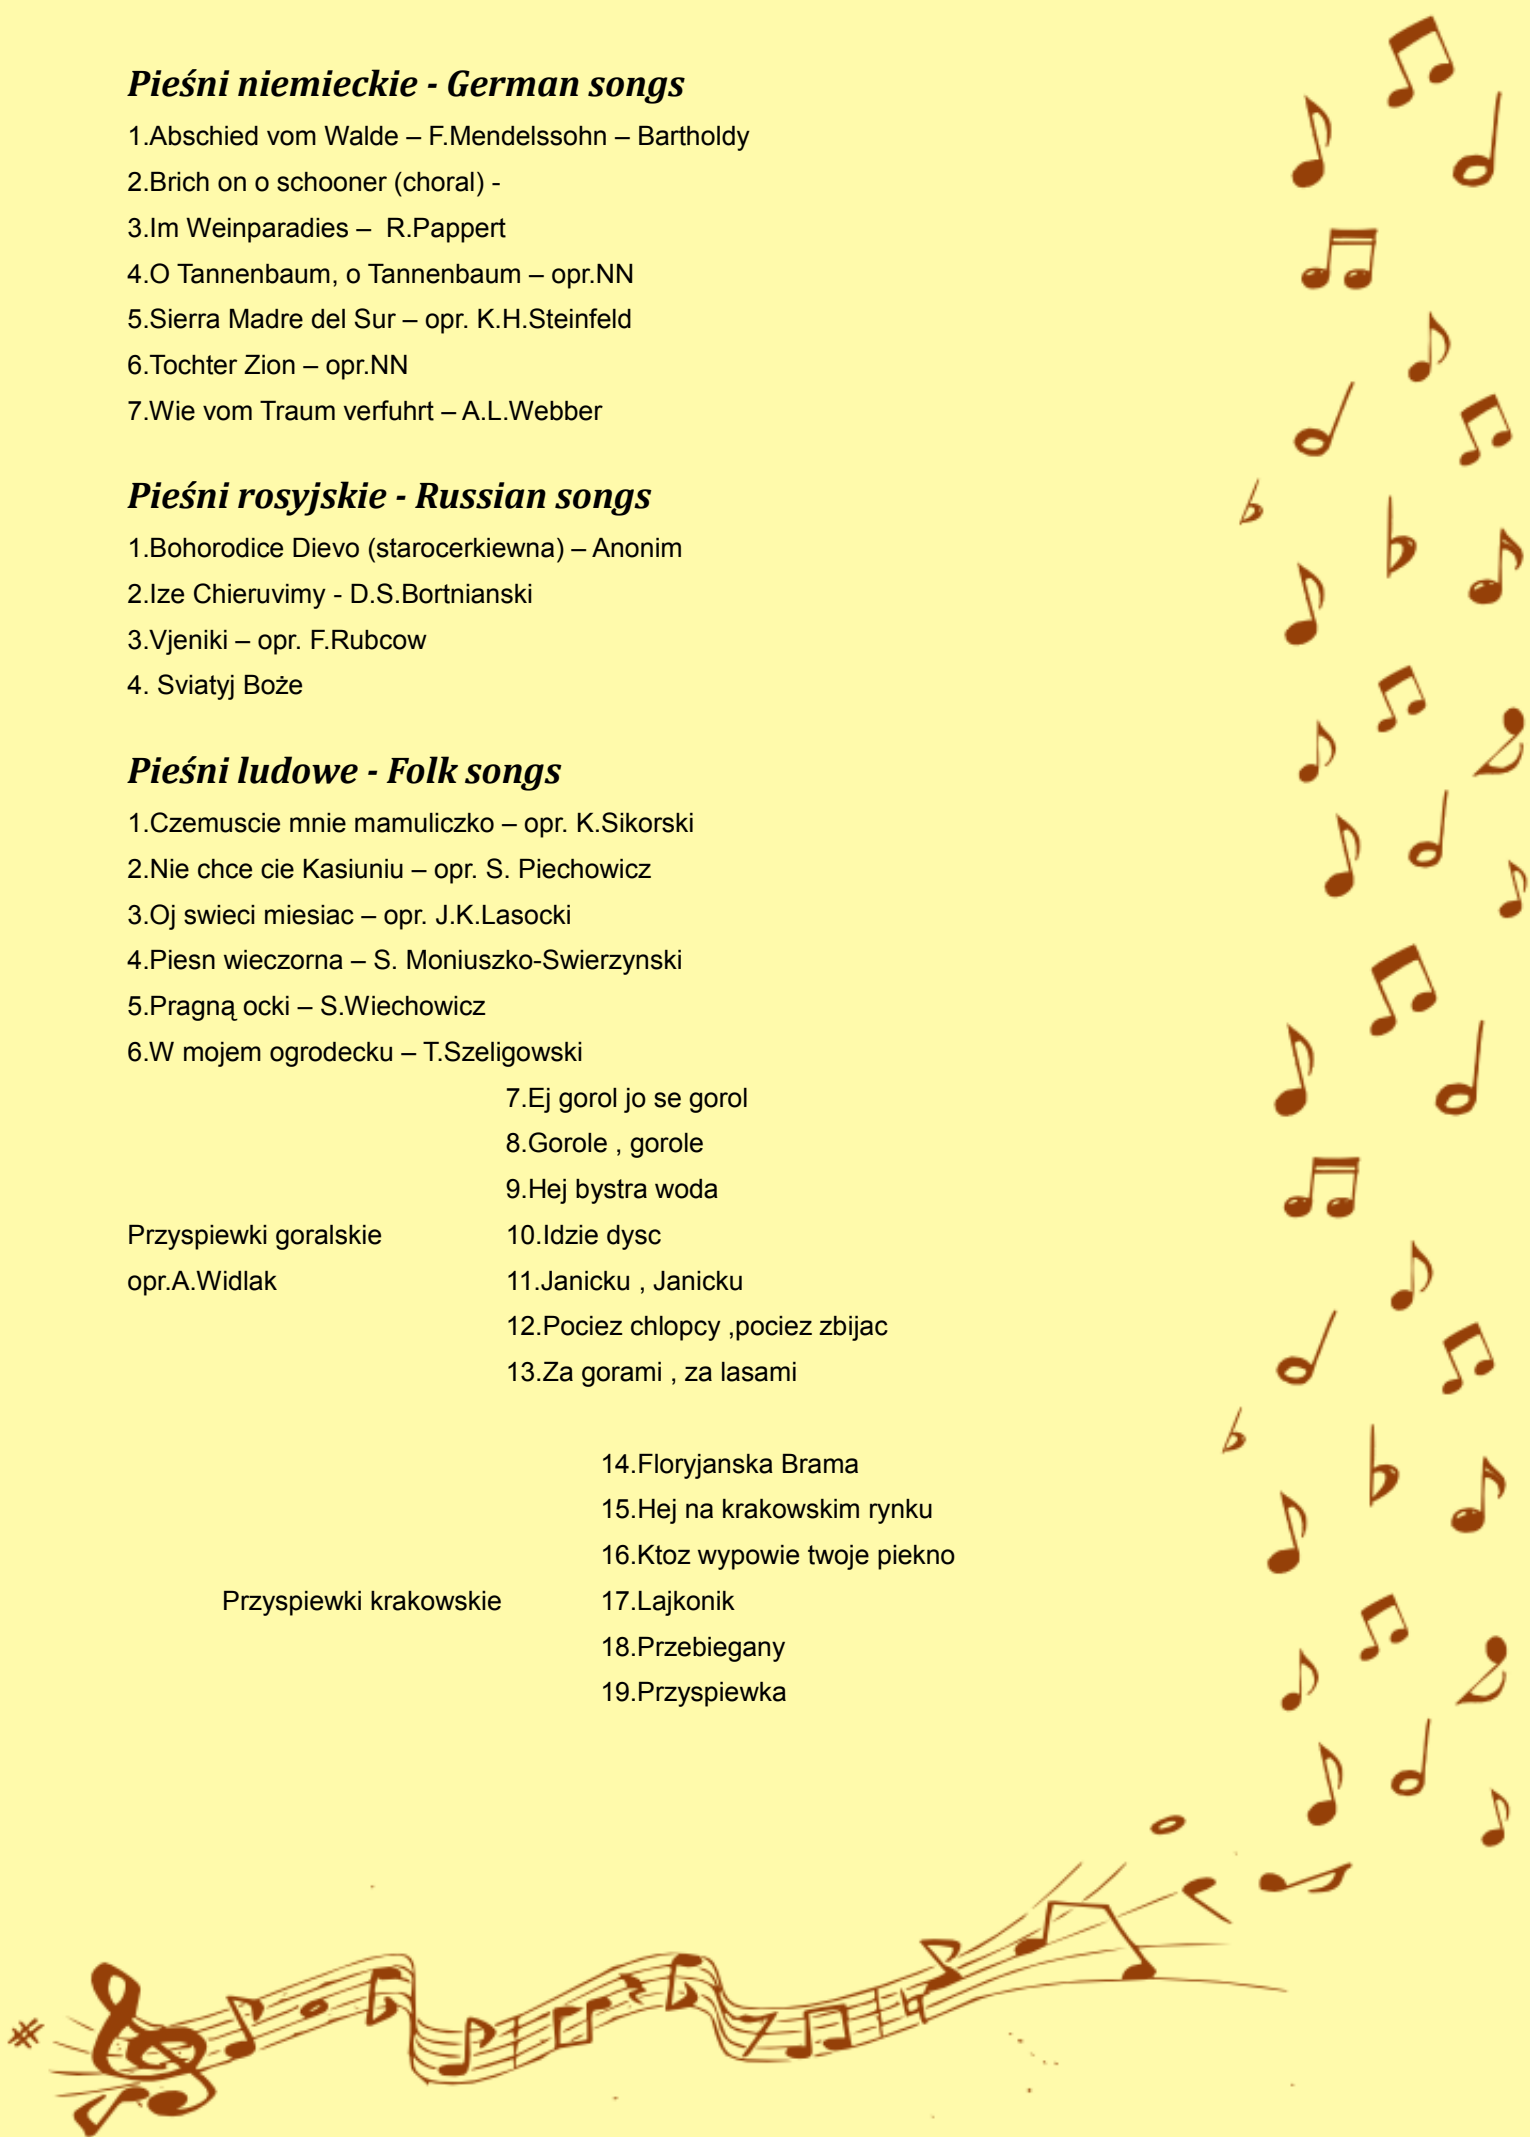 Pieśni niemieckie - German songs
1.Abschied vom Walde – F.Mendelssohn – Bartholdy
2.Brich on o schooner (choral) -
3.Im Weinparadies –  R.Pappert
4.O Tannenbaum, o Tannenbaum – opr.NN
5.Sierra Madre del Sur – opr. K.H.Steinfeld
6.Tochter Zion – opr.NN
7.Wie vom Traum verfuhrt – A.L.Webber
Pieśni rosyjskie - Russian songs
1.Bohorodice Dievo (starocerkiewna) – Anonim
2.Ize Chieruvimy - D.S.Bortnianski
3.Vjeniki – opr. F.Rubcow
4. Sviatyj Boże
Pieśni ludowe - Folk songs
1.Czemuscie mnie mamuliczko – opr. K.Sikorski
2.Nie chce cie Kasiuniu – opr. S. Piechowicz
3.Oj swieci miesiac – opr. J.K.Lasocki
4.Piesn wieczorna – S. Moniuszko-Swierzynski
5.Pragną ocki – S.Wiechowicz
6.W mojem ogrodecku – T.Szeligowski
7.Ej gorol jo se gorol
8.Gorole , gorole
9.Hej bystra woda
Przyspiewki goralskie 10.Idzie dysc
opr.A.Widlak 11.Janicku , Janicku
12.Pociez chlopcy ,pociez zbijac
13.Za gorami , za lasami
14.Floryjanska Brama
15.Hej na krakowskim rynku
16.Ktoz wypowie twoje piekno
Przyspiewki krakowskie 17.Lajkonik
18.Przebiegany
19.Przyspiewka